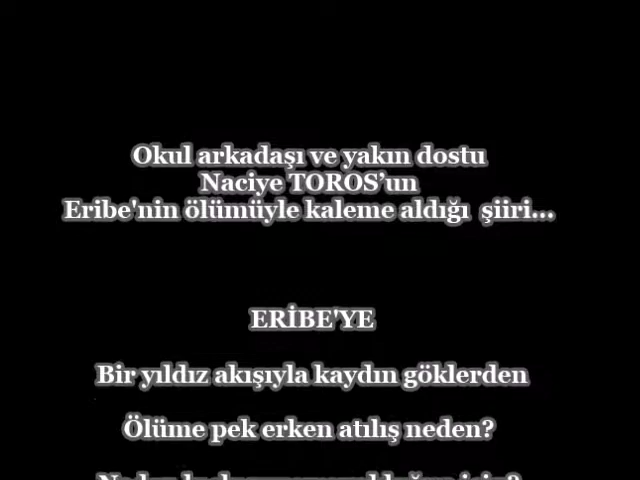 Okul arkadaşı ve yakın dostu
Naciye TOROS’un
Eribe'nin ölümüyle kaleme aldığı şiiri...
ERİBE'YE
Bir yıldız akışıyla kaydın göklerden
Ölüme pek erken atılış neden?